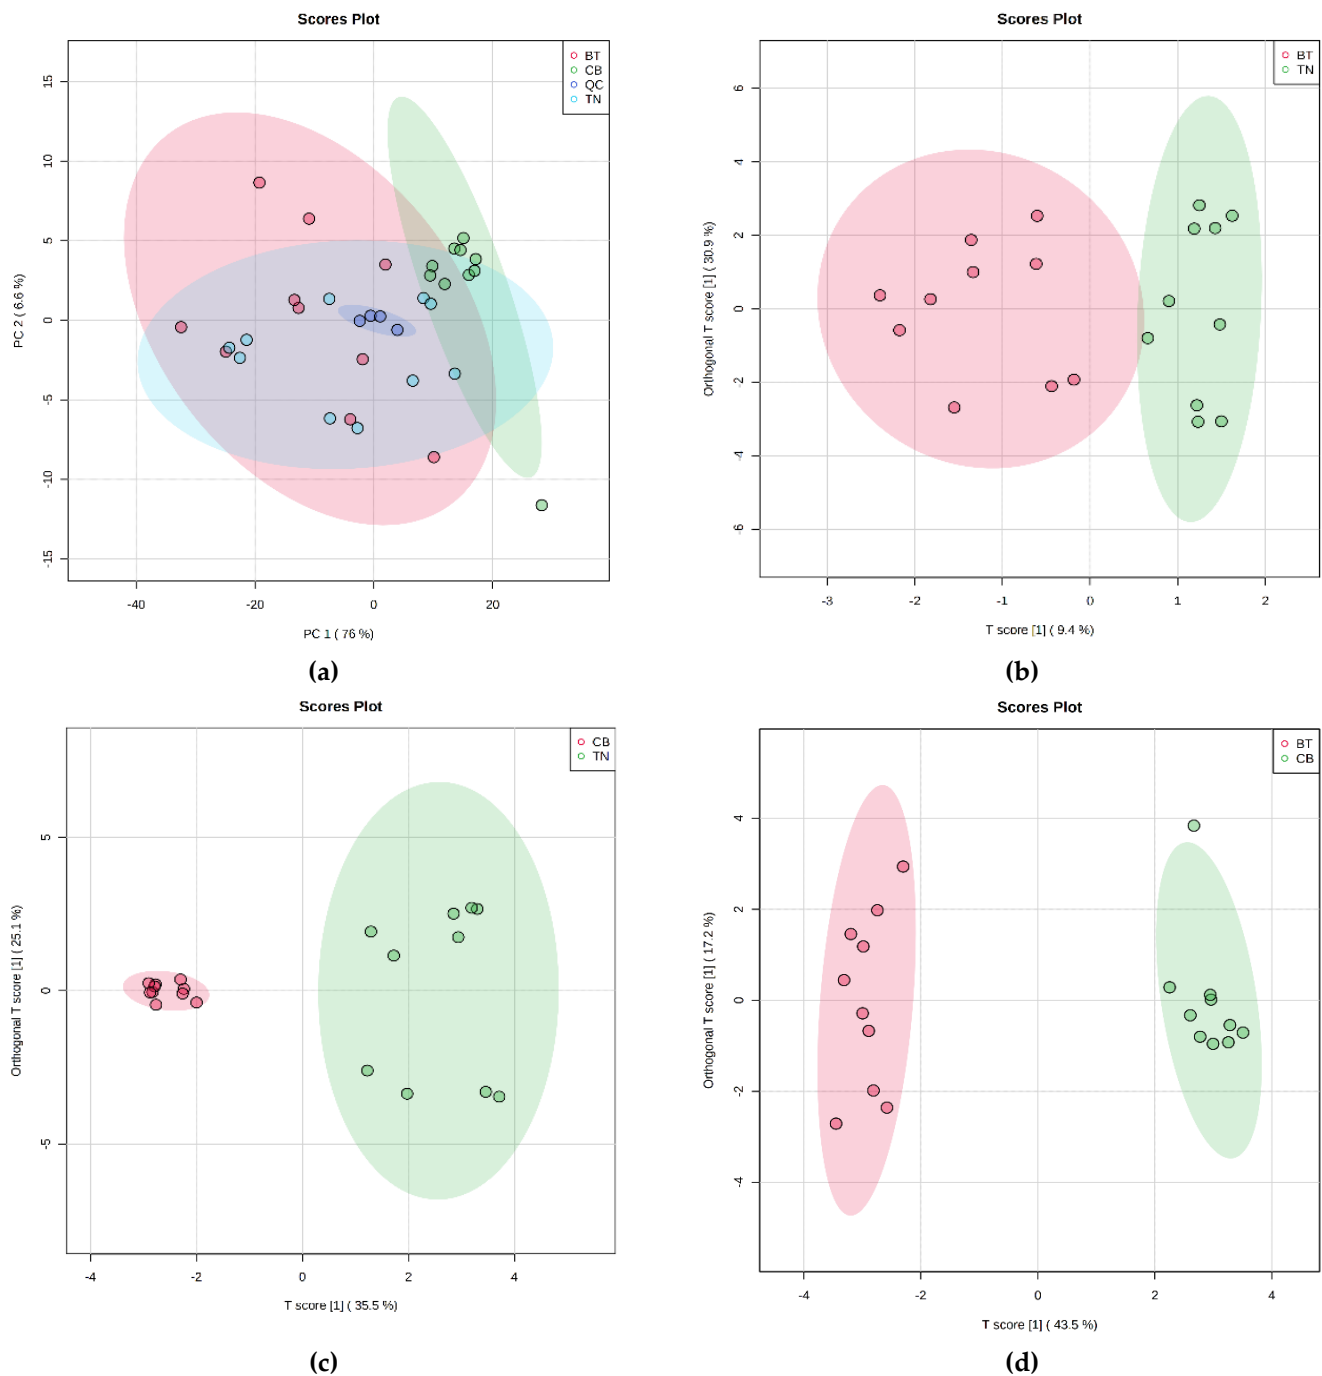 Scores Plot
BT
CB
QC
TN
PC 2 ( 6.6 %)
15
10
5
0
-5
-10
-15
-40
-20
0
20
PC 1 ( 76 %)
(a)
Scores Plot
BT
TN
Orthogonal T score [1] ( 30.9 %)
6
4
2
0
-2
-4
-6
-3
-2
-1
0
1
2
T score [1] ( 9.4 %)
(b)
Scores Plot
CB
TN
Orthogonal T score [1] ( 25.1 %)
5
0
-5
-4
-2
0
2
4
T score [1] ( 35.5 %)
(c)
Scores Plot
BT
CB
Orthogonal T score [1] ( 17.2 %)
4
2
0
-2
-4
-4
-2
0
2
4
T score [1] ( 43.5 %)
(d)